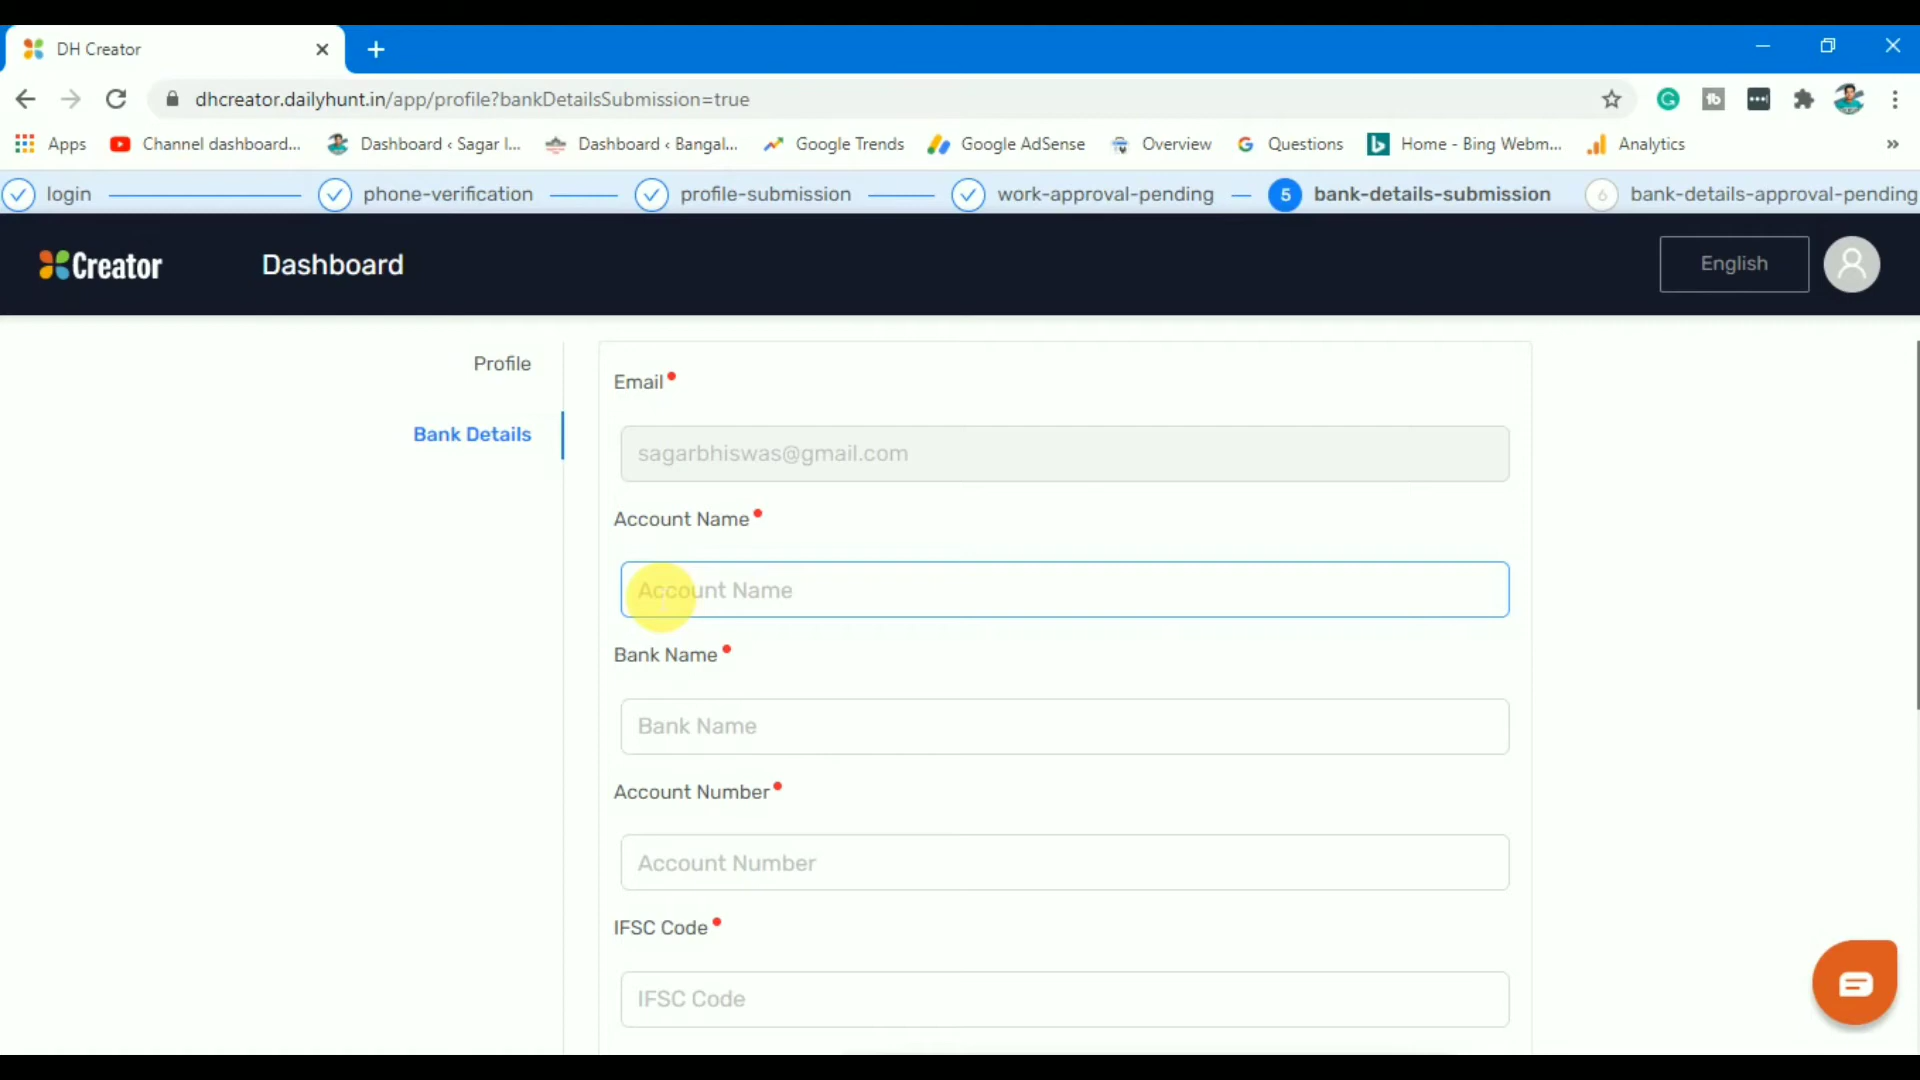 DH Creator
dhcreator.dailyhunt.in/app/profile?bankDetailsSubmission=true
Apps Channel dashboard... Dashboard ‹ Sagar I... Dashboard ‹ Bangal... Google Trends Google AdSense Overview Questions Home - Bing Webm... Analytics »
login phone-verification profile-submission work-approval-pending 5 bank-details-submission 6 bank-details-approval-pending
Creator Dashboard English
Profile
Email
Bank Details
sagarbhiswas@gmail.com
Account Name
Account Name
Bank Name
Bank Name
Account Number
Account Number
IFSC Code
IFSC Code